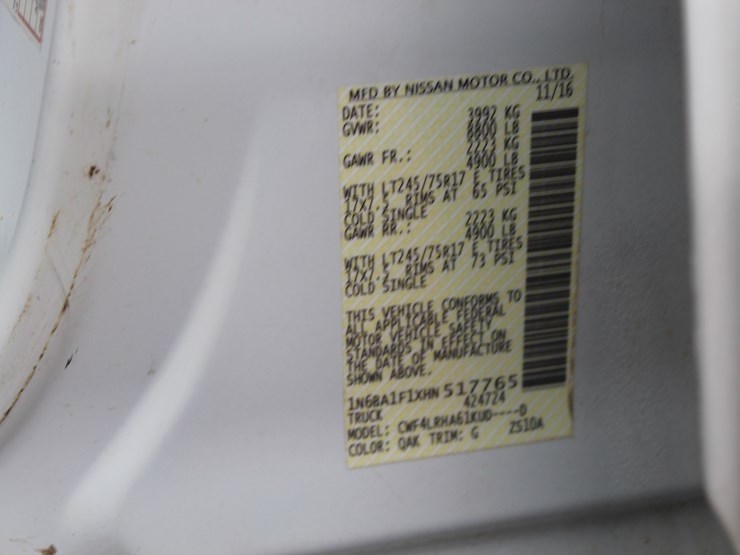 MFD BY NISSAN MOTOR CO., LTD.
DATE: 11/16
GVWR: 3992 KG
8800 LB
GAWR FR.: 2223 KG
4900 LB
WITH LT245/75R17 E TIRES
17X7.5 RIMS AT 65 PSI
COLD SINGLE
GAWR RR.: 2223 KG
4900 LB
WITH LT245/75R17 E TIRES
17X7.5 RIMS AT 73 PSI
COLD SINGLE
THIS VEHICLE CONFORMS TO
ALL APPLICABLE FEDERAL
MOTOR VEHICLE SAFETY
STANDARDS IN EFFECT ON
THE DATE OF MANUFACTURE
SHOWN ABOVE.
1N6BA1F1XHN517765
TRUCK 424724
MODEL: CWF4LRHA61KUD----D
COLOR: QAK TRIM: G ZS10A